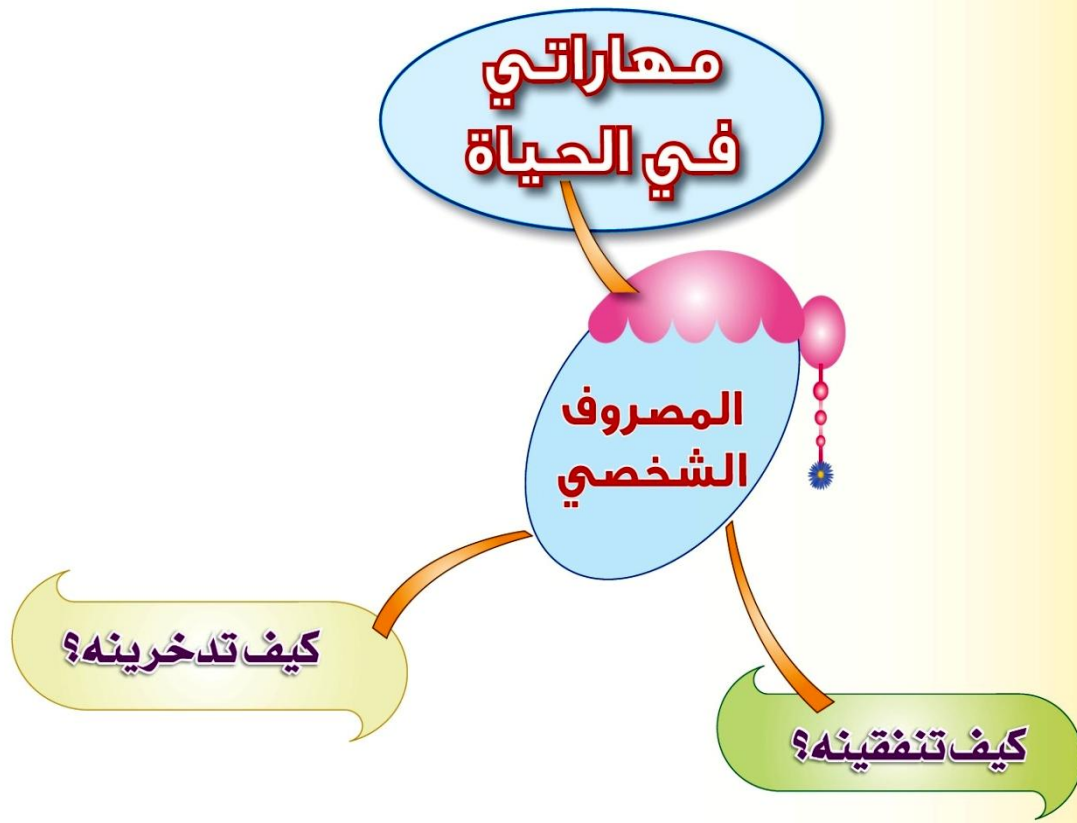 مهاراتي
في الحياة
المصروف
الشخصي
كيف تنفقينه؟
كيف تدخرينه؟